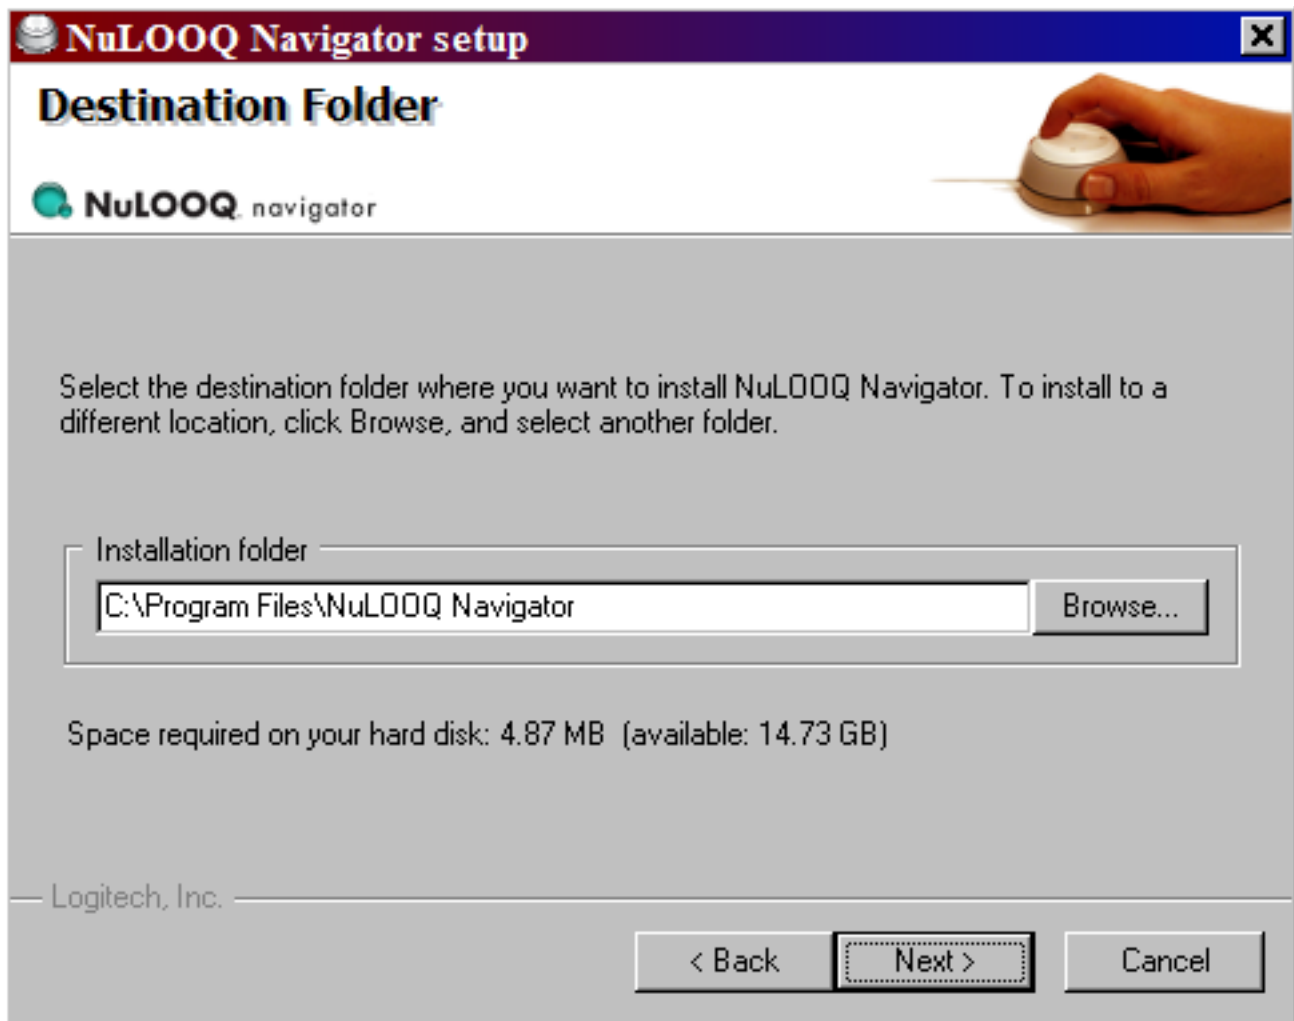 NuLOOQ Navigator setup
Destination Folder
NuLOOQ navigator
Select the destination folder where you want to install NuLOOQ Navigator. To install to a
different location, click Browse, and select another folder.
Installation folder
C:\Program Files\NuLOOQ Navigator
Browse...
Space required on your hard disk: 4.87 MB (available: 14.73 GB)
Logitech, Inc.
< Back Next > Cancel